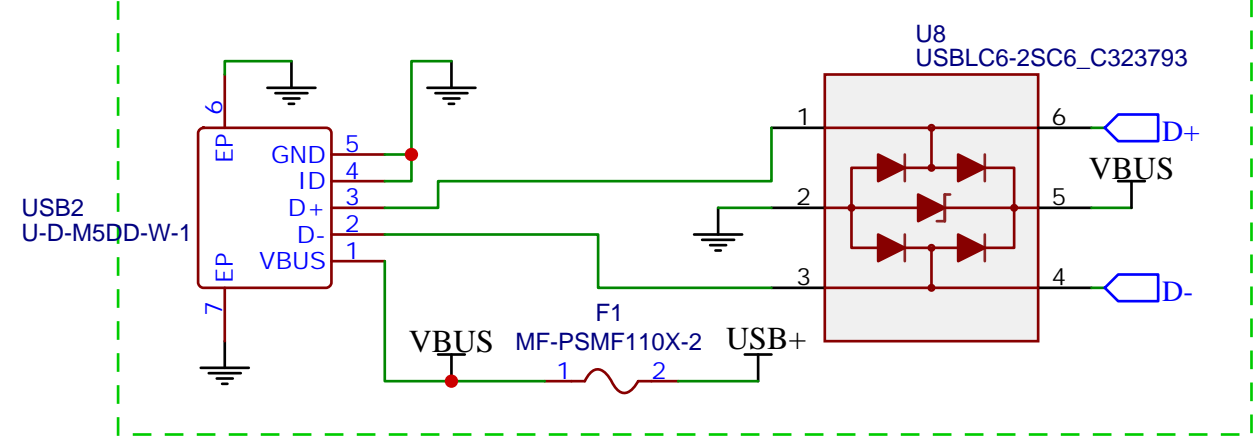 U8
USBLC6-2SC6_C323793
6
EP
GND
5
ID
4
D+
3
D-
2
VBUS
1
EP
7
USB2
U-D-M5DD-W-1
1
2
3
6
5
4
D+
VBUS
D-
VBUS
F1
MF-PSMF110X-2
1
2
USB+